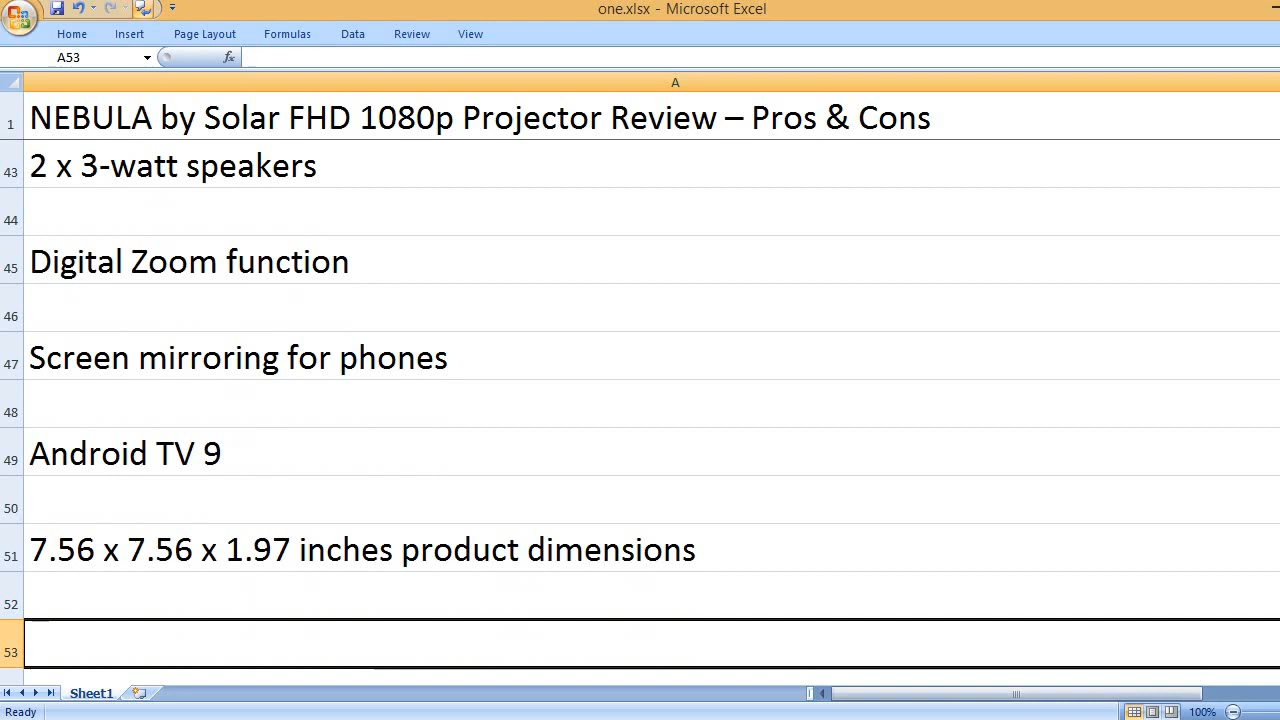 one.xlsx - Microsoft Excel
Home Insert Page Layout Formulas Data Review View
A53 fx
A
1 NEBULA by Solar FHD 1080p Projector Review – Pros & Cons
43 2 x 3-watt speakers
44
45 Digital Zoom function
46
47 Screen mirroring for phones
48
49 Android TV 9
50
51 7.56 x 7.56 x 1.97 inches product dimensions
52
53
Sheet1
Ready 100%